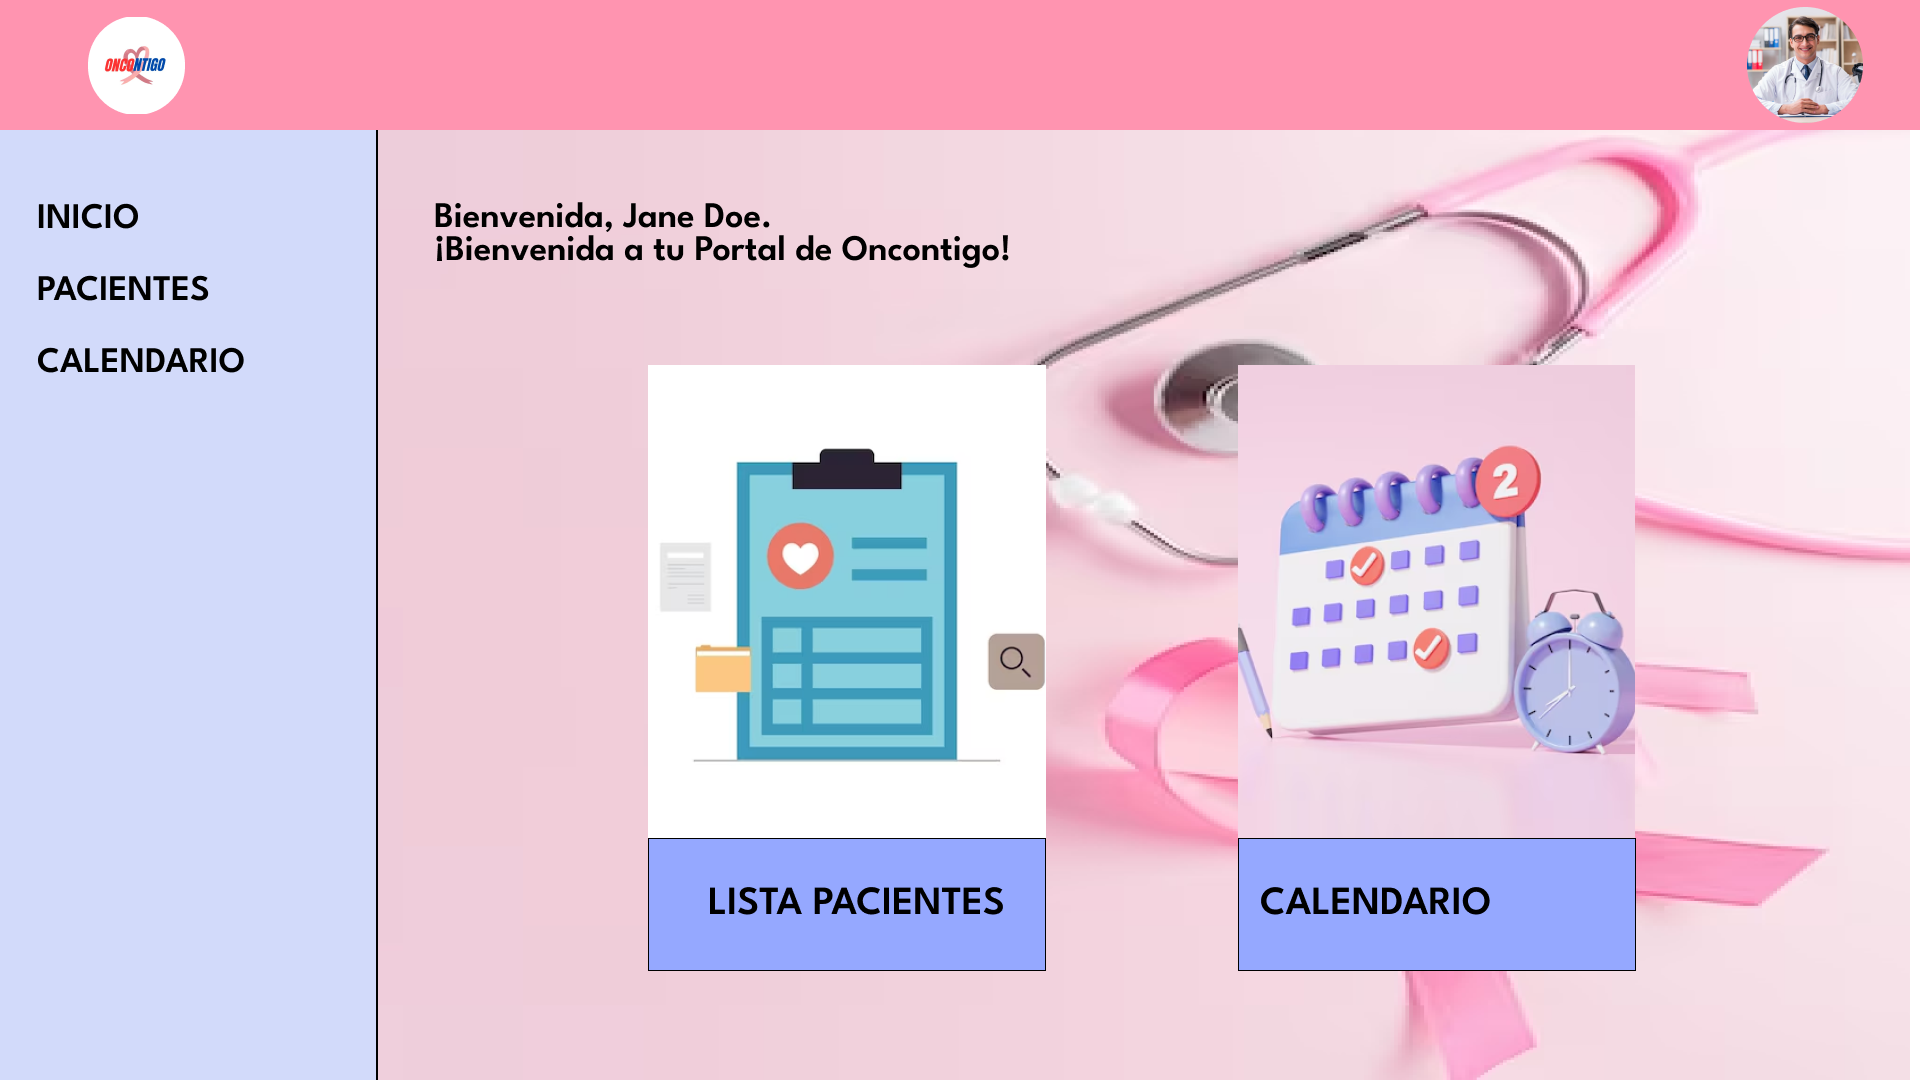 ONCONTIGO
INICIO
PACIENTES
CALENDARIO
Bienvenida, Jane Doe.
¡Bienvenida a tu Portal de Oncontigo!
2
LISTA PACIENTES
CALENDARIO